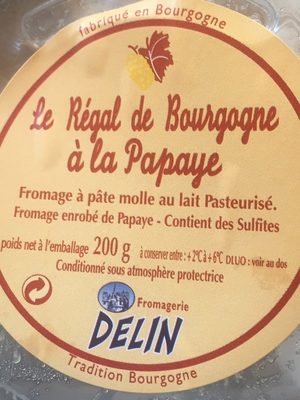 fabriqué en Bourgogne
Le Régal de Bourgogne
à la Papaye
Fromage à pâte molle au lait Pasteurisé.
Fromage enrobé de Papaye - Contient des Sulfites
poids net à l'emballage 200 g à conserver entre : +2°C à +6°C DLUO : voir au dos
Conditionné sous atmosphère protectrice
Fromagerie
DELIN
Tradition Bourgogne